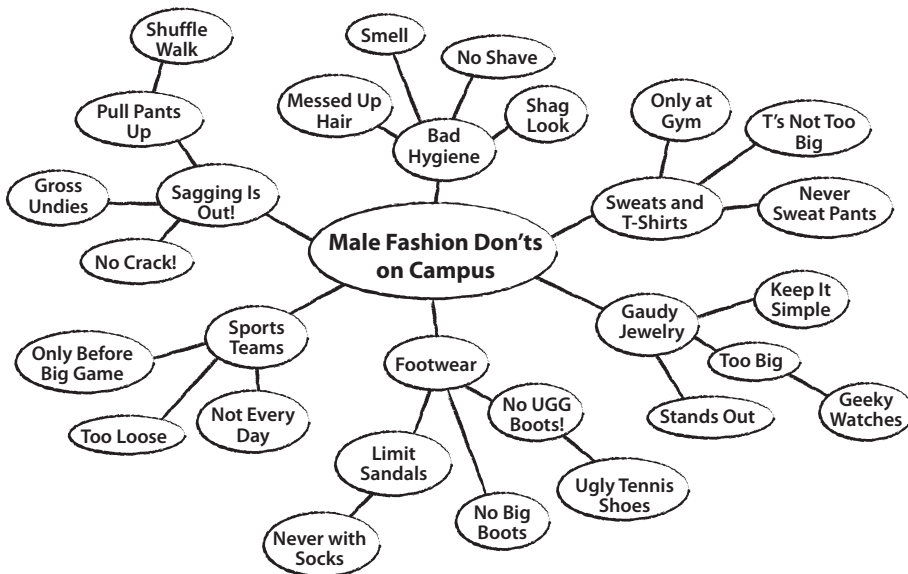 Shuffle
Walk
Pull Pants
Up
Gross
Undies
Sagging Is
Out!
No Crack!
Smell
No Shave
Messed Up
Hair
Shag
Look
Bad
Hygiene
Only at
Gym
T's Not Too
Big
Sweats and
T-Shirts
Never
Sweat Pants
Male Fashion Don'ts
on Campus
Sports
Teams
Only Before
Big Game
Too Loose
Not Every
Day
Footwear
No UGG
Boots!
Limit
Sandals
Never with
Socks
No Big
Boots
Ugly Tennis
Shoes
Gaudy
Jewelry
Keep It
Simple
Too Big
Geeky
Watches
Stands Out